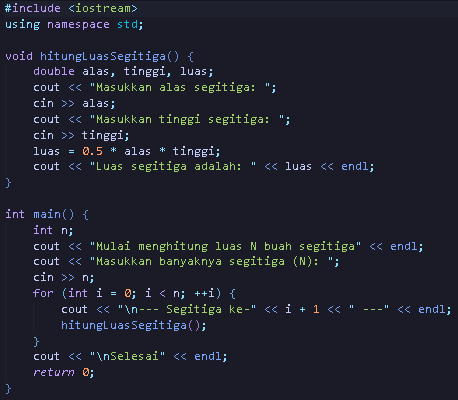 #include <iostream>
using namespace std;

void hitungLuasSegitiga() {
    double alas, tinggi, luas;
    cout << "Masukkan alas segitiga: ";
    cin >> alas;
    cout << "Masukkan tinggi segitiga: ";
    cin >> tinggi;
    luas = 0.5 * alas * tinggi;
    cout << "Luas segitiga adalah: " << luas << endl;
}

int main() {
    int n;
    cout << "Mulai menghitung luas N buah segitiga" << endl;
    cout << "Masukkan banyaknya segitiga (N): ";
    cin >> n;
    for (int i = 0; i < n; ++i) {
        cout << "\n--- Segitiga ke-" << i + 1 << " ---" << endl;
        hitungLuasSegitiga();
    }
    cout << "\nSelesai" << endl;
    return 0;
}